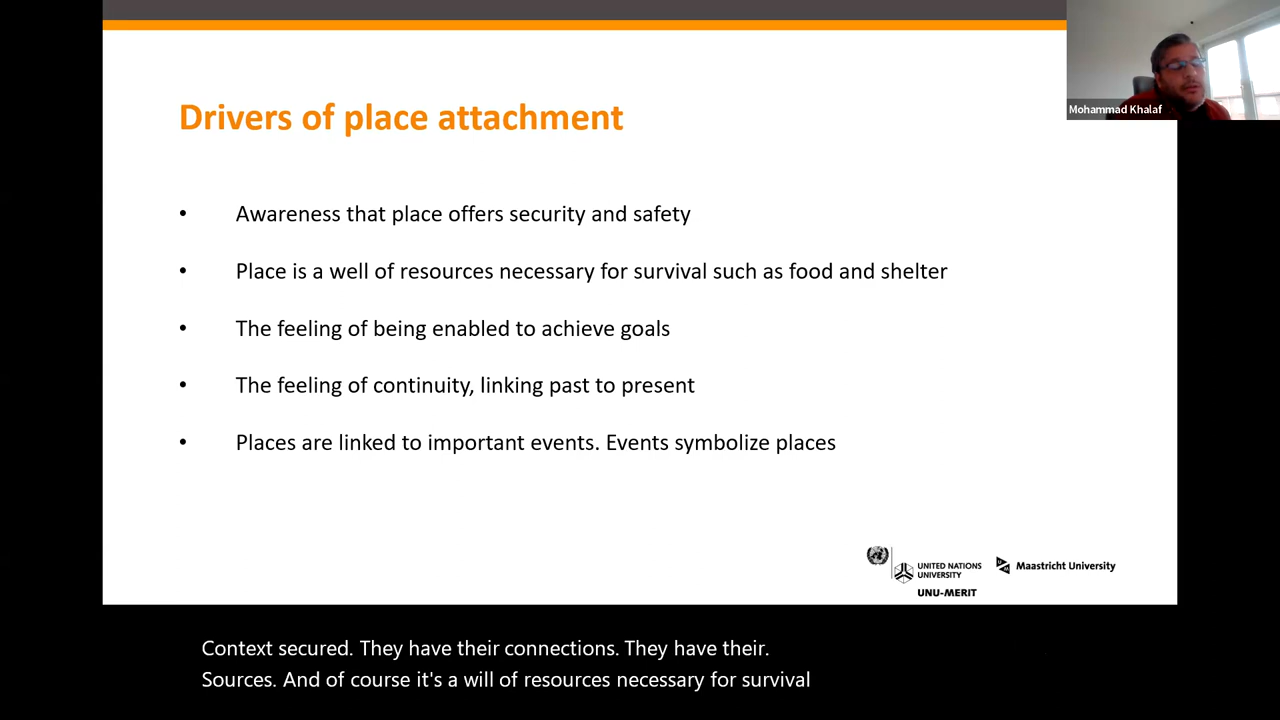 Mohammad Khalaf
Drivers of place attachment
• Awareness that place offers security and safety
• Place is a well of resources necessary for survival such as food and shelter
• The feeling of being enabled to achieve goals
• The feeling of continuity, linking past to present
• Places are linked to important events. Events symbolize places
UNITED NATIONS
UNIVERSITY
UNU-MERIT
Maastricht University
Context secured. They have their connections. They have their.
Sources. And of course it's a will of resources necessary for survival